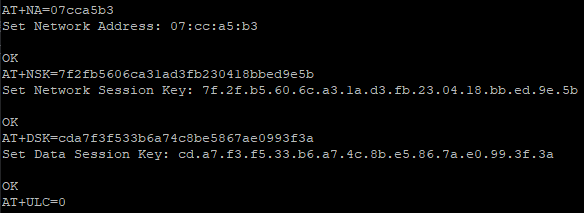 AT+NA=07cca5b3
Set Network Address: 07:cc:a5:b3
OK
AT+NSK=7f2fb5606ca31ad3fb230418bbed9e5b
Set Network Session Key: 7f.2f.b5.60.6c.a3.1a.d3.fb.23.04.18.bb.ed.9e.5b
OK
AT+DSK=cda7f3f533b6a74c8be5867ae0993f3a
Set Data Session Key: cd.a7.f3.f5.33.b6.a7.4c.8b.e5.86.7a.e0.99.3f.3a
OK
AT+ULC=0